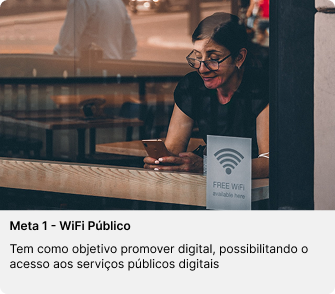 FREE WiFi
available here
Meta 1 - WiFi Público
Tem como objetivo promover digital, possibilitando o
acesso aos serviços públicos digitais